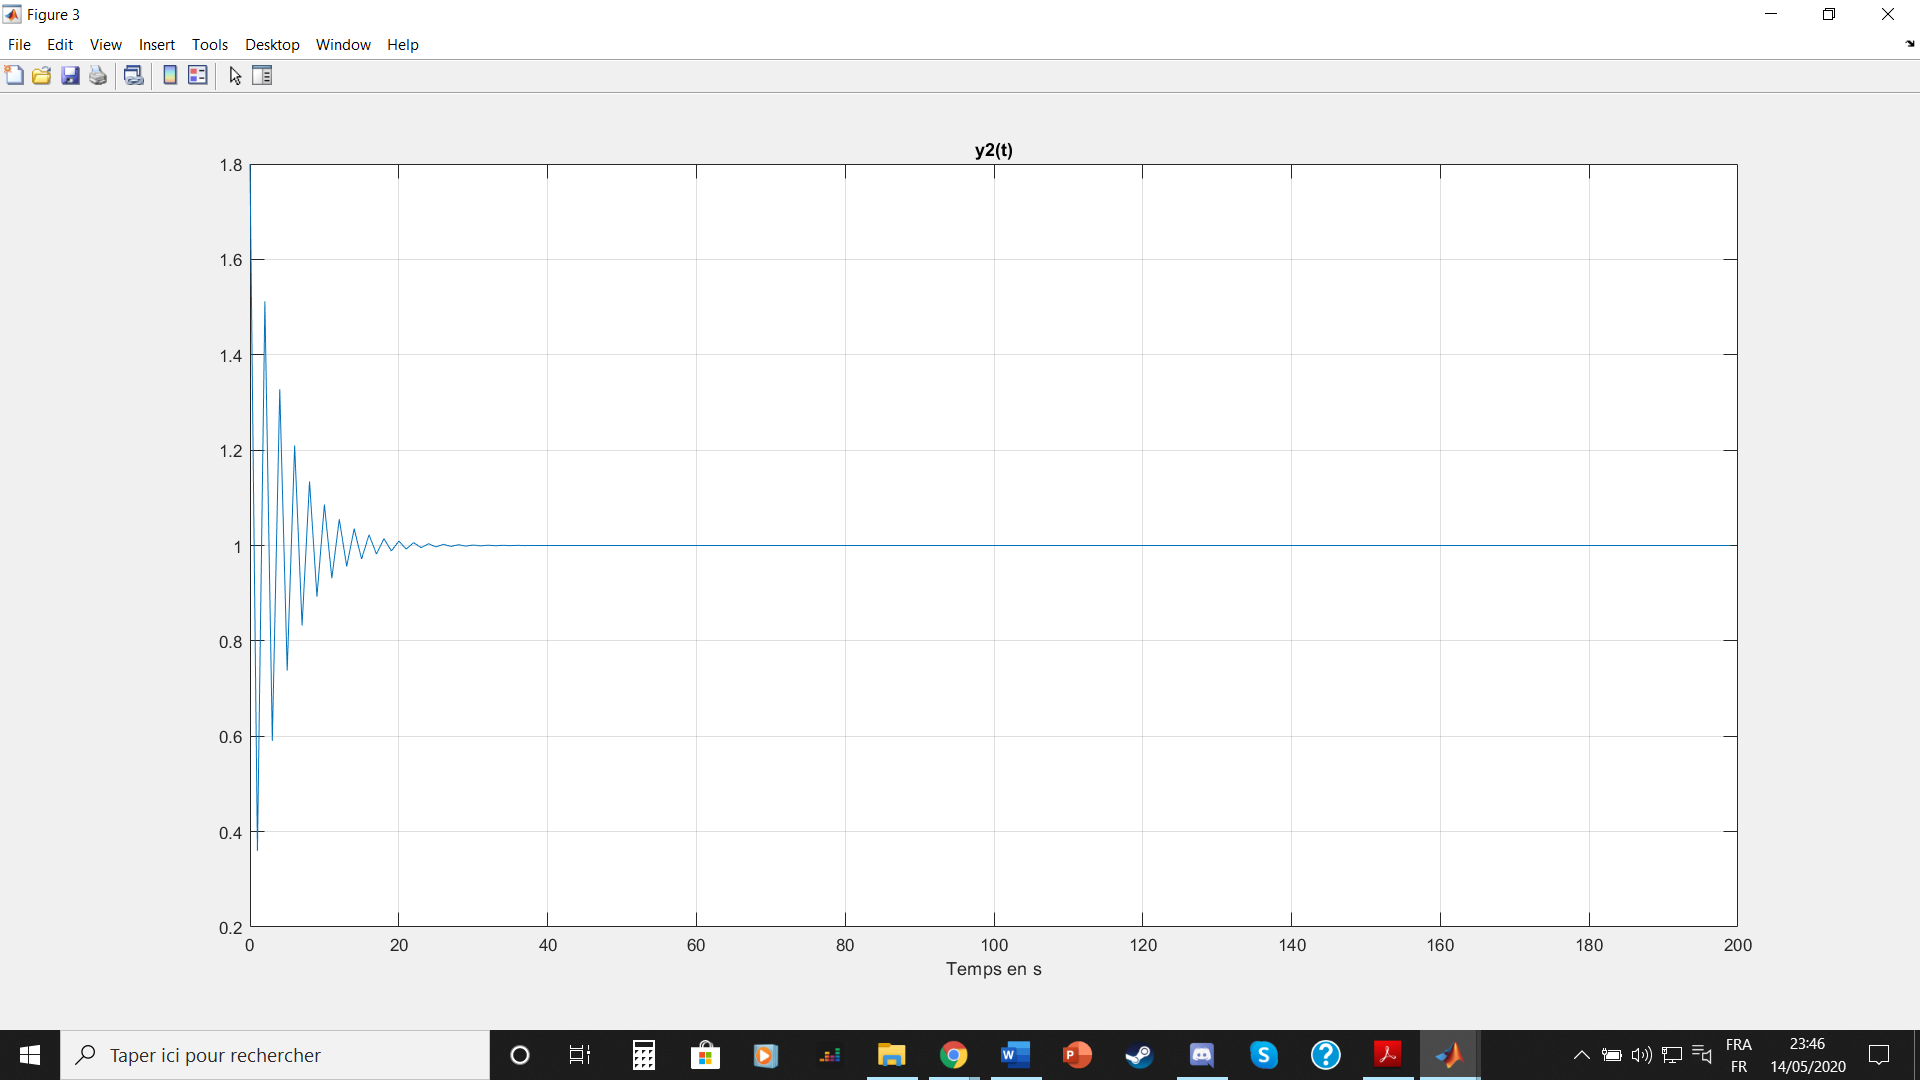 Figure 3
File Edit View Insert Tools Desktop Window Help
y2(t)
1.8
1.6
1.4
1.2
1
0.8
0.6
0.4
0.2
0 20 40 60 80 100 120 140 160 180 200
Temps en s
Taper ici pour rechercher
FRA
FR
23:46
14/05/2020